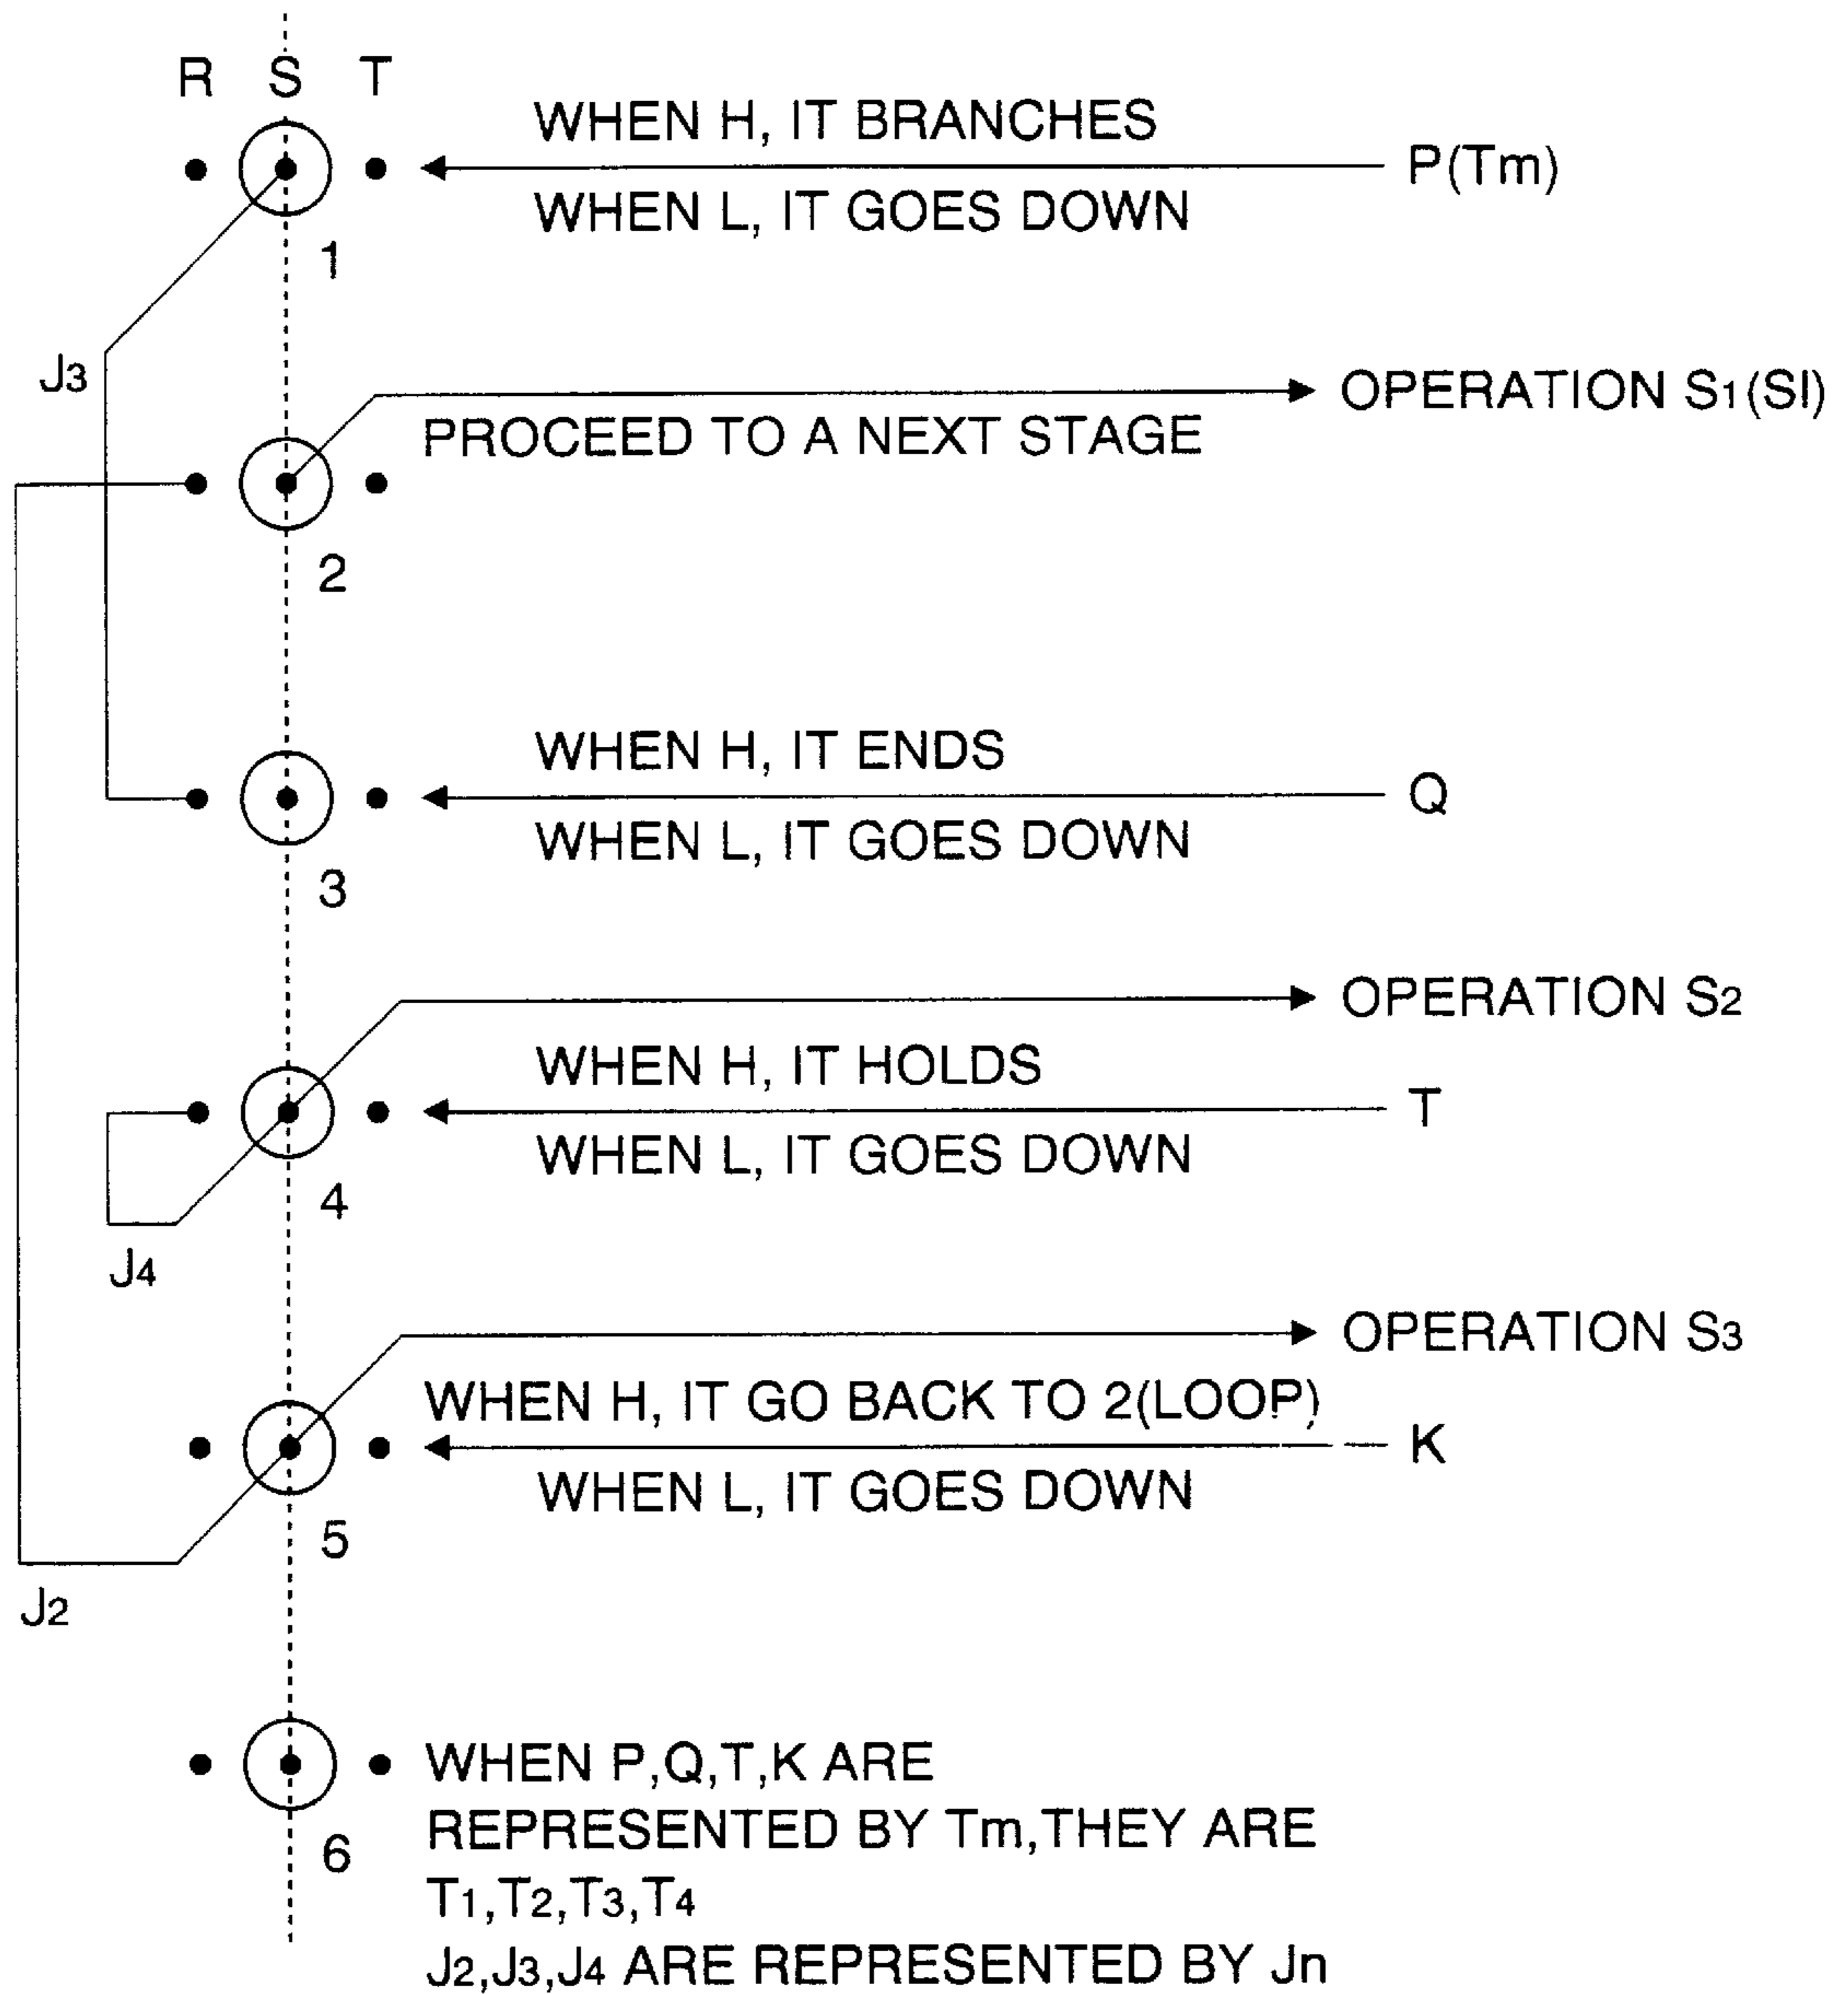 R S T
WHEN H, IT BRANCHES
P(Tm)
WHEN L, IT GOES DOWN
1
J3
OPERATION S1(SI)
PROCEED TO A NEXT STAGE
2
WHEN H, IT ENDS
Q
WHEN L, IT GOES DOWN
3
OPERATION S2
WHEN H, IT HOLDS
T
WHEN L, IT GOES DOWN
4
J4
OPERATION S3
WHEN H, IT GO BACK TO 2(LOOP)
K
WHEN L, IT GOES DOWN
5
J2
WHEN P,Q,T,K ARE
REPRESENTED BY Tm,THEY ARE
6
T1,T2,T3,T4
J2,J3,J4 ARE REPRESENTED BY Jn